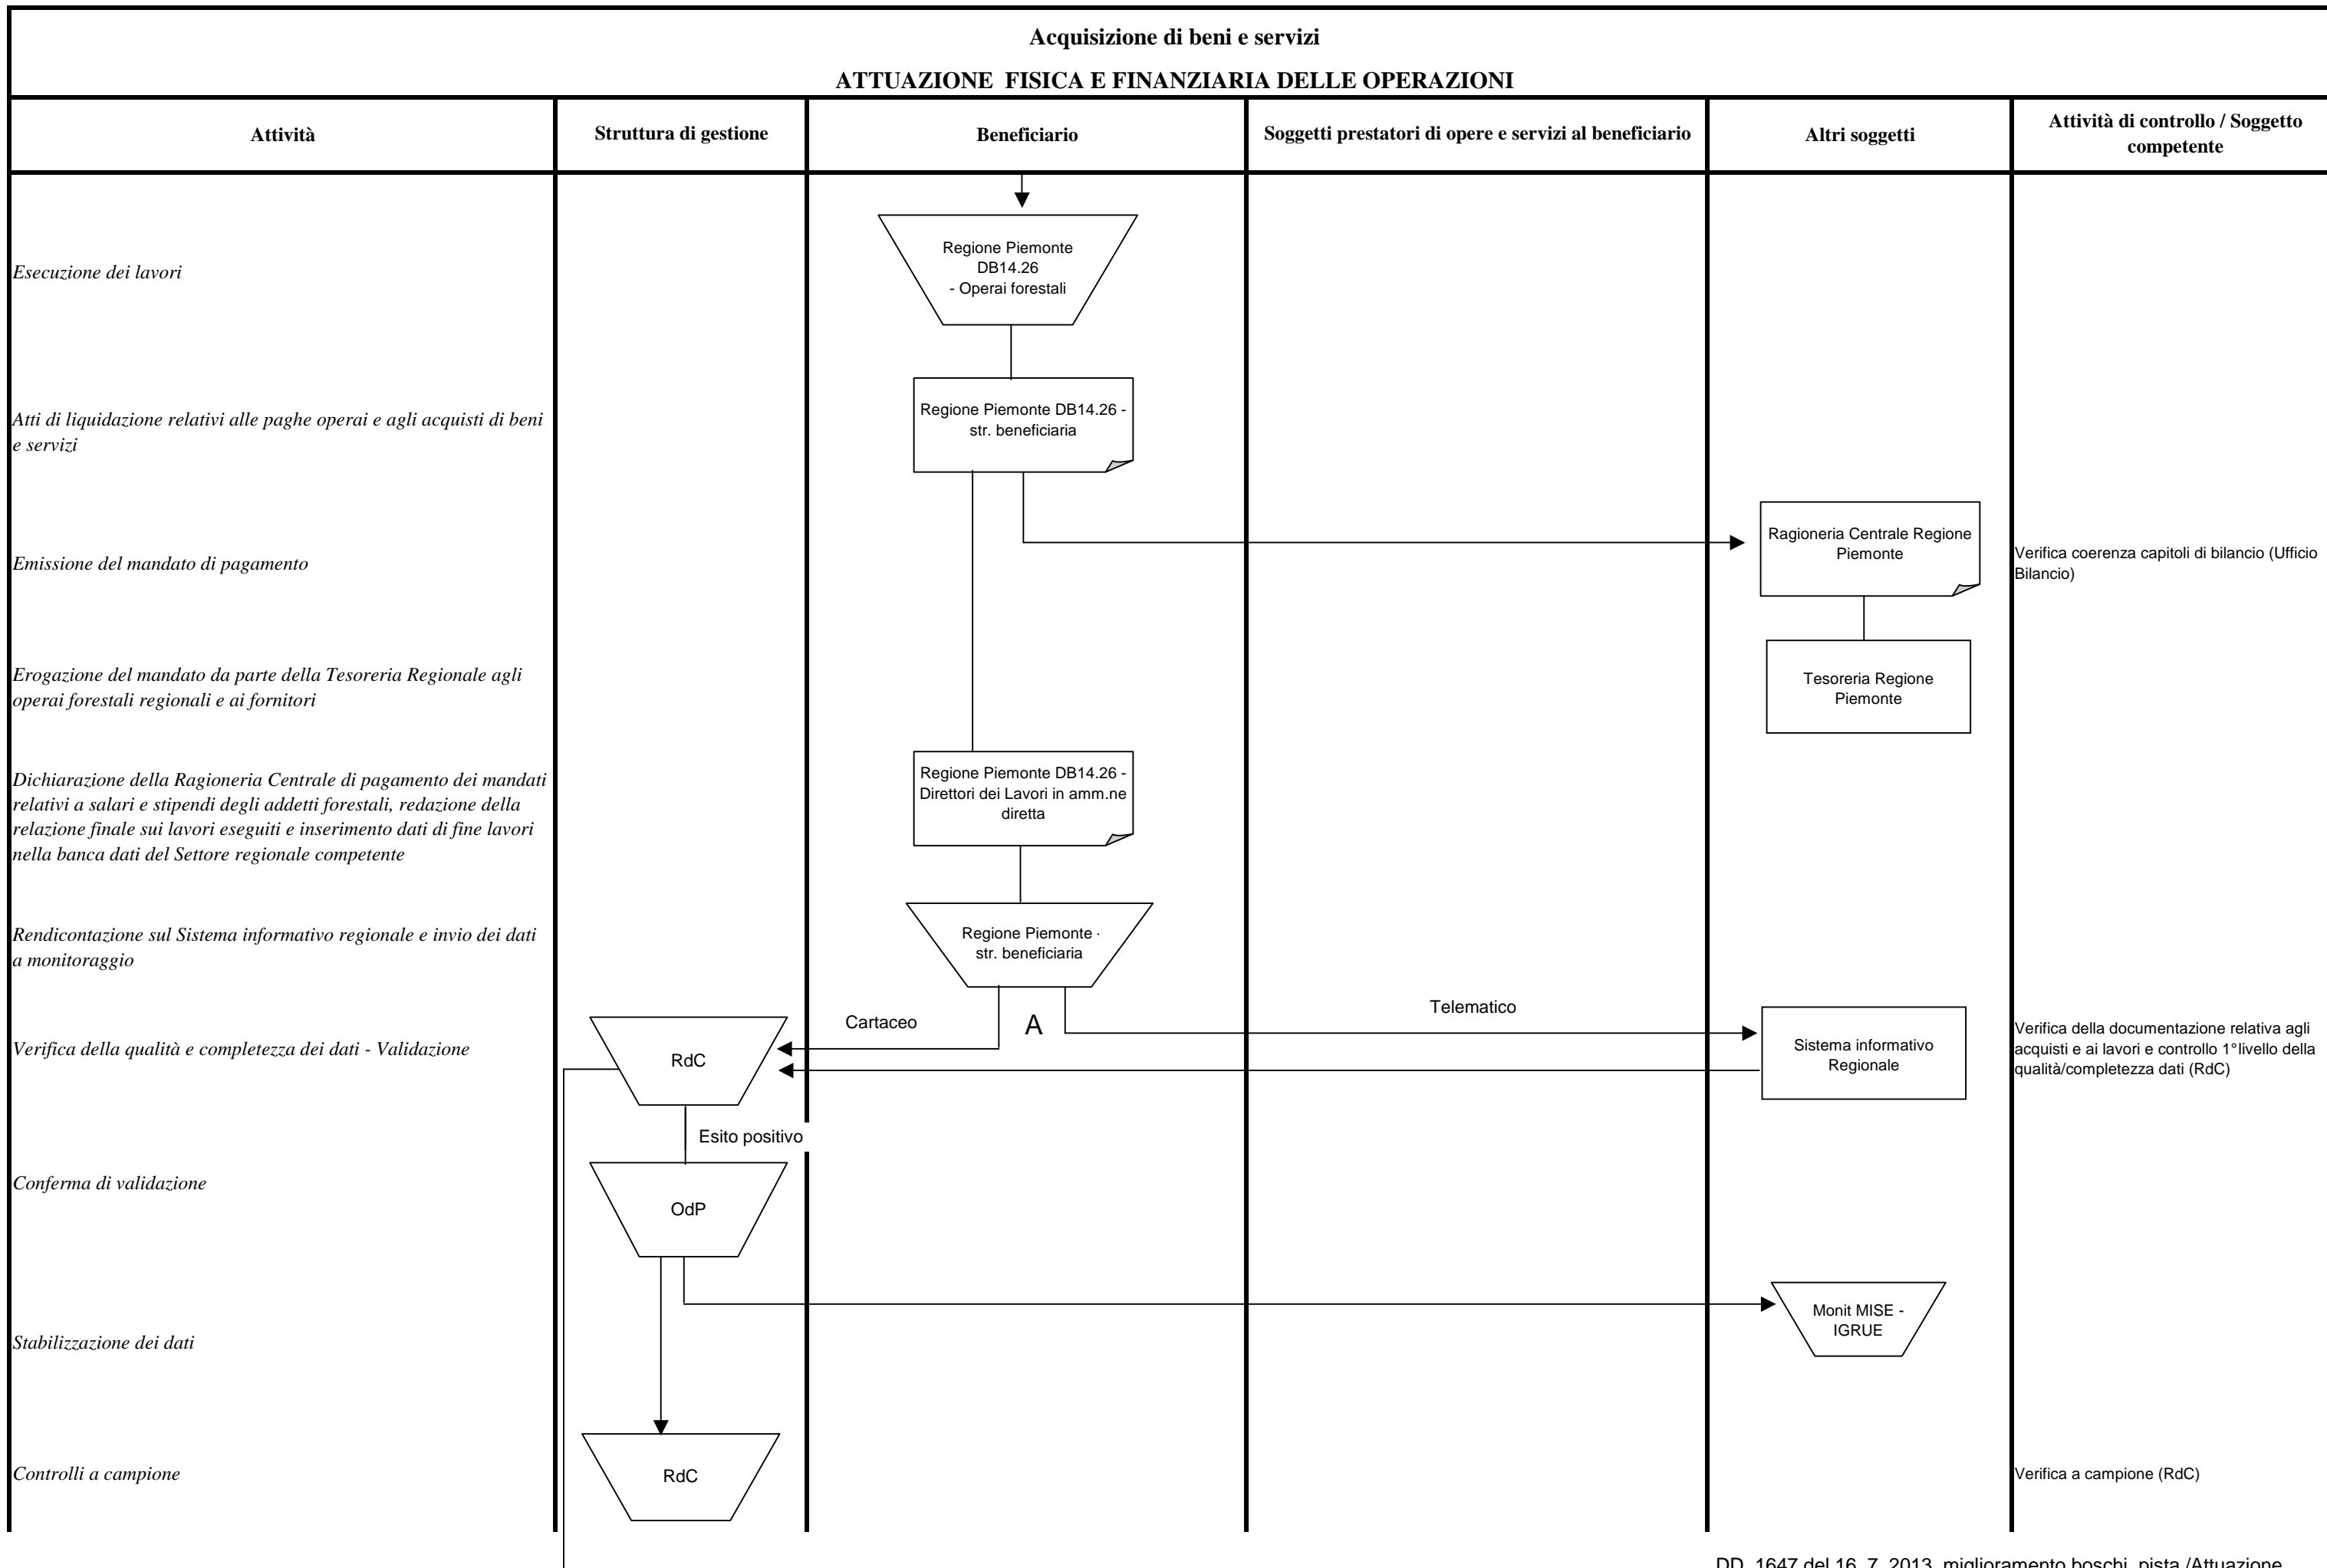 Acquisizione di beni e servizi
ATTUAZIONE FISICA E FINANZIARIA DELLE OPERAZIONI
Attività
Struttura di gestione
Beneficiario
Soggetti prestatori di opere e servizi al beneficiario
Altri soggetti
Attività di controllo / Soggetto
competente
Esecuzione dei lavori
Regione Piemonte
DB14.26
- Operai forestali
Atti di liquidazione relativi alle paghe operai e agli acquisti di beni
e servizi
Regione Piemonte DB14.26 -
str. beneficiaria
Emissione del mandato di pagamento
Ragioneria Centrale Regione
Piemonte
Verifica coerenza capitoli di bilancio (Ufficio
Bilancio)
Erogazione del mandato da parte della Tesoreria Regionale agli
operai forestali regionali e ai fornitori
Tesoreria Regione
Piemonte
Dichiarazione della Ragioneria Centrale di pagamento dei mandati
relativi a salari e stipendi degli addetti forestali, redazione della
relazione finale sui lavori eseguiti e inserimento dati di fine lavori
nella banca dati del Settore regionale competente
Regione Piemonte DB14.26 -
Direttori dei Lavori in amm.ne
diretta
Rendicontazione sul Sistema informativo regionale e invio dei dati
a monitoraggio
Regione Piemonte -
str. beneficiaria
Cartaceo
A
Telematico
Verifica della qualità e completezza dei dati - Validazione
RdC
Sistema informativo
Regionale
Verifica della documentazione relativa agli
acquisti e ai lavori e controllo 1° livello della
qualità/completezza dati (RdC)
Esito positivo
Conferma di validazione
OdP
Stabilizzazione dei dati
Monit MISE -
IGRUE
Controlli a campione
RdC
Verifica a campione (RdC)
DD_1647 del 16_7_2013_miglioramento boschi_pista /Attuazione